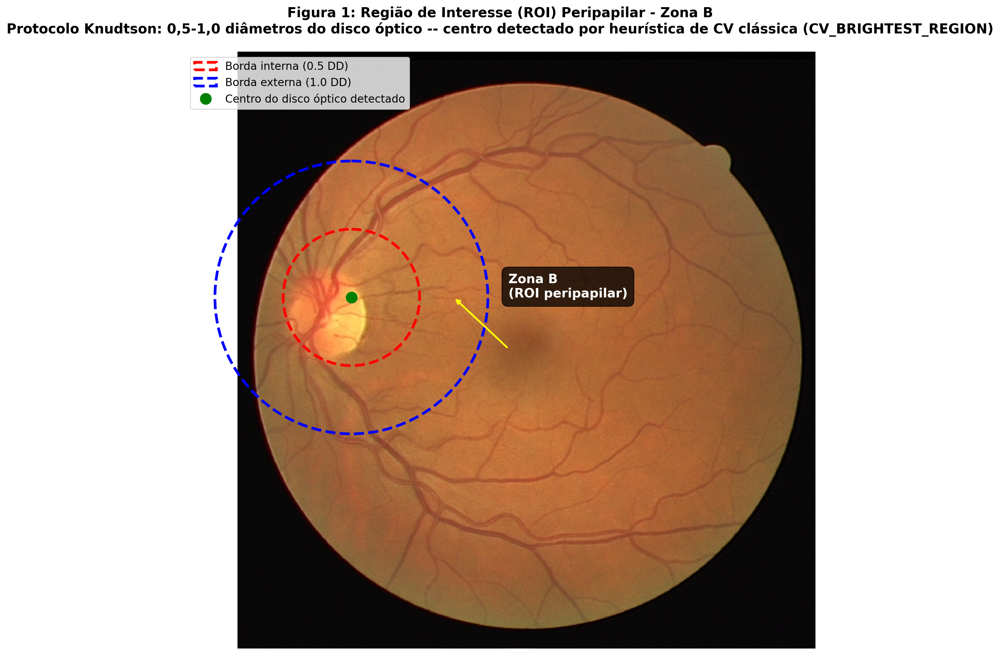 Figura 1: Região de Interesse (ROI) Peripapilar - Zona B
Protocolo Knudtson: 0,5-1,0 diâmetros do disco óptico -- centro detectado por heurística de CV clássica (CV_BRIGHTEST_REGION)
Borda interna (0.5 DD)
Borda externa (1.0 DD)
Centro do disco óptico detectado
Zona B
(ROI peripapilar)